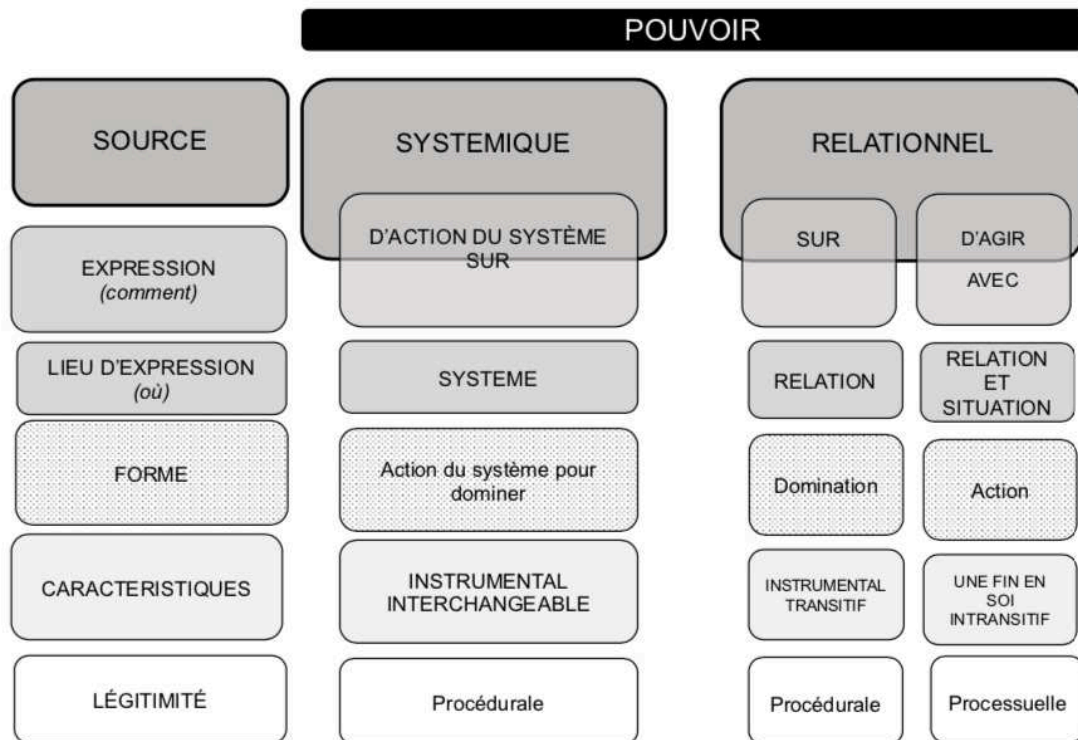 POUVOIR
SOURCE
SYSTEMIQUE
RELATIONNEL
EXPRESSION
(comment)
D'ACTION DU SYSTÈME
SUR
SUR
D'AGIR
AVEC
LIEU D'EXPRESSION
(où)
SYSTEME
RELATION
RELATION
ET
SITUATION
FORME
Action du système pour
dominer
Domination
Action
CARACTERISTIQUES
INSTRUMENTAL
INTERCHANGEABLE
INSTRUMENTAL
TRANSITIF
UNE FIN EN
SOI
INTRANSITIF
LÉGITIMITÉ
Procédurale
Procédurale
Processuelle